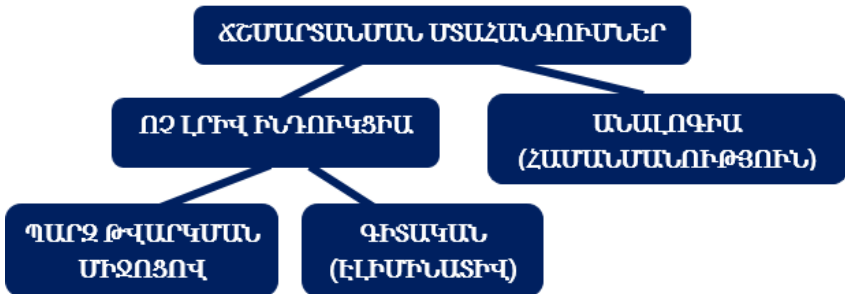 ՃՇՄԱՐՏԱՆՄԱՆ ՄՏԱՀԱՆԳՈՒՄՆԵՐ
ՈՉ ԼՐԻՎ ԻՆԴՈՒԿՑԻԱ
ԱՆԱԼՈԳԻԱ
(ՀԱՄԱՆՄԱՆՈՒԹՅՈՒՆ)
ՊԱՐԶ ԹՎԱՐԿՄԱՆ
ՄԻՋՈՑՈՎ
ԳԻՏԱԿԱՆ
(ԷԼԻՄԻՆԱՏԻՎ)